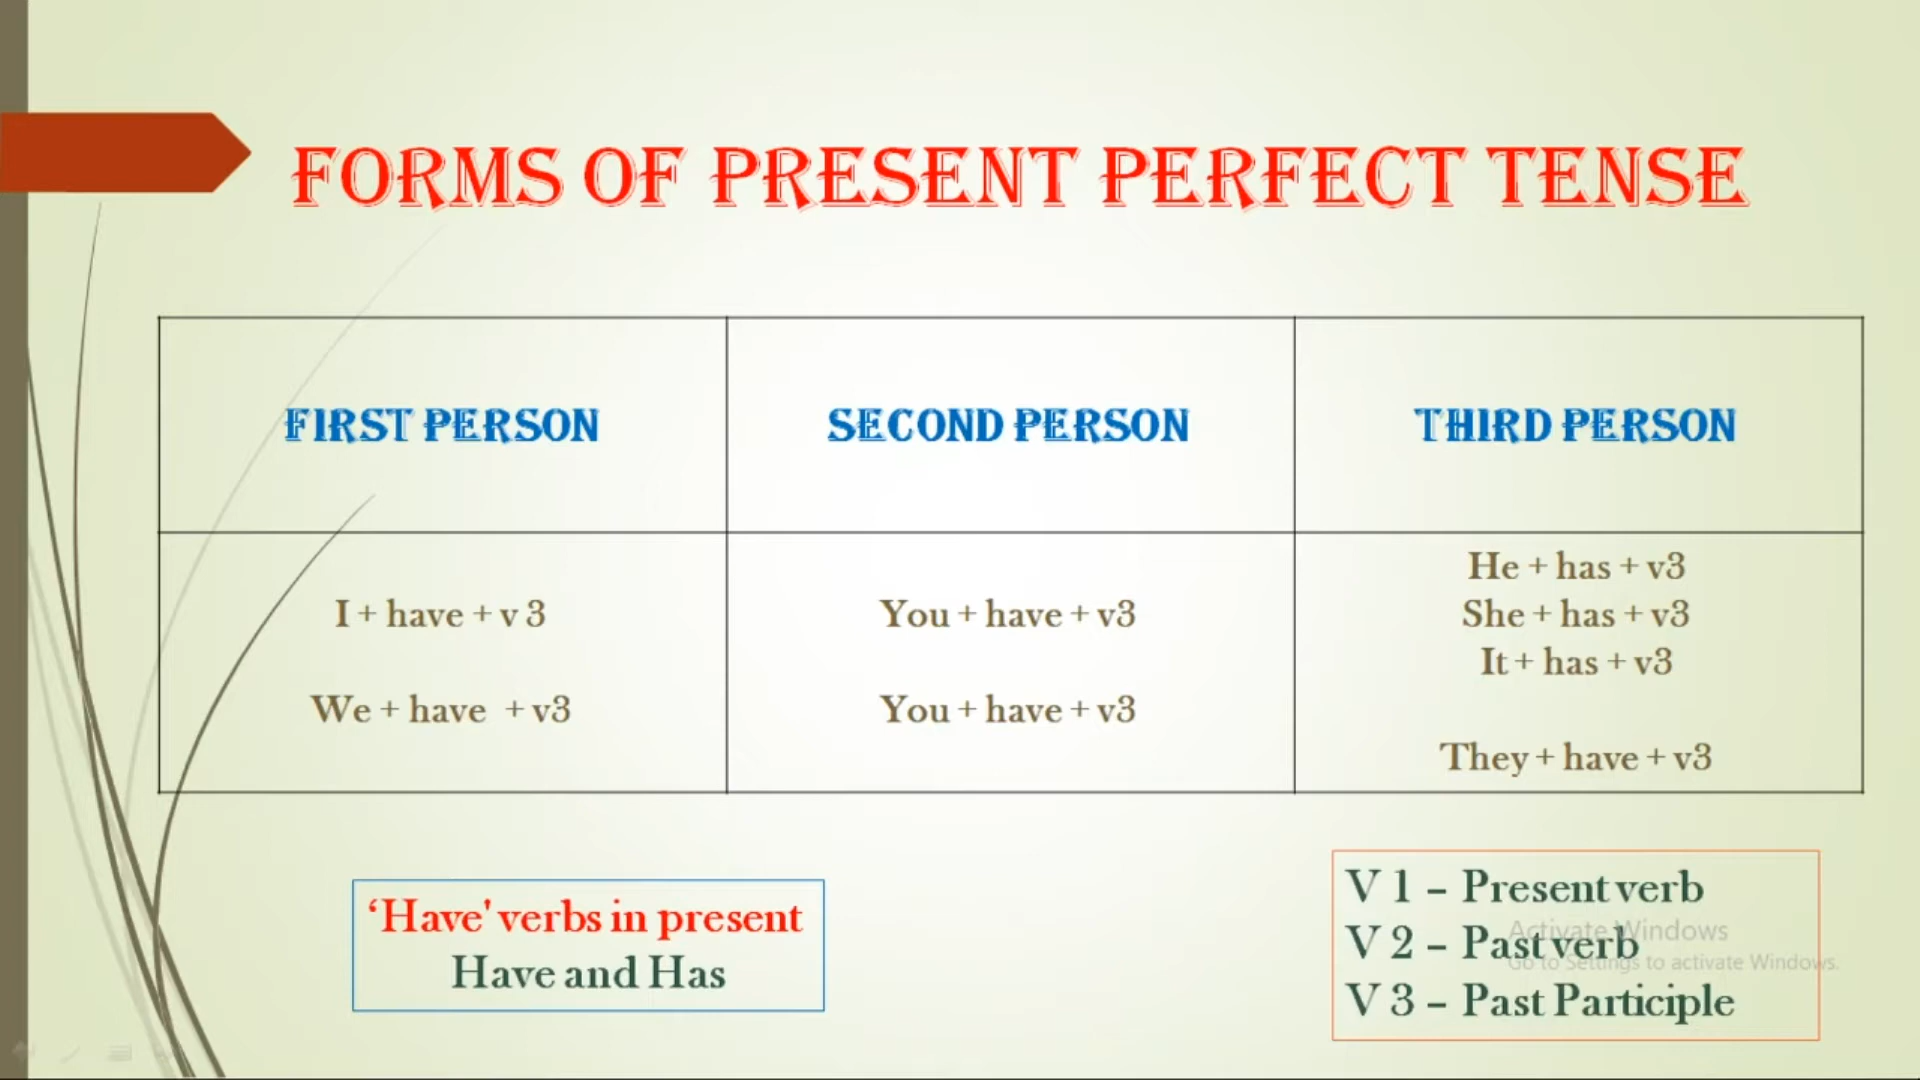 FORMS OF PRESENT PERFECT TENSE
FIRST PERSON
SECOND PERSON
THIRD PERSON
I + have + v 3
We + have + v3
You + have + v3
You + have + v3
He + has + v3
She + has + v3
It + has + v3
They + have + v3
‘Have' verbs in present
Have and Has
V 1 – Present verb
V 2 – Past verb
V 3 – Past Participle
Activate Windows
Go to Settings to activate Windows.